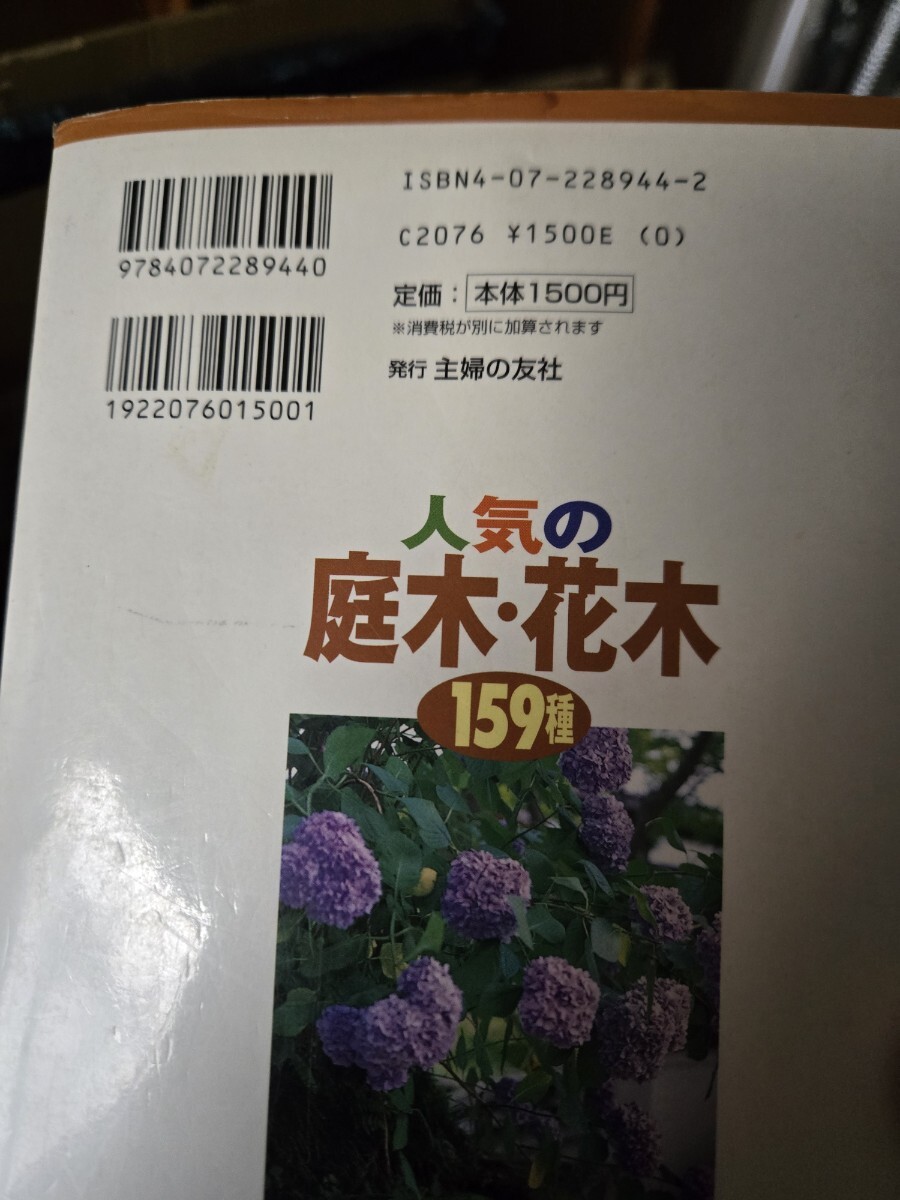 9784072289440
1922076015001
ISBN4-07-228944-2
C2076 ¥1500E (0)
定価：本体1500円
※消費税が別に加算されます
発行 主婦の友社
人気の
庭木・花木
159種